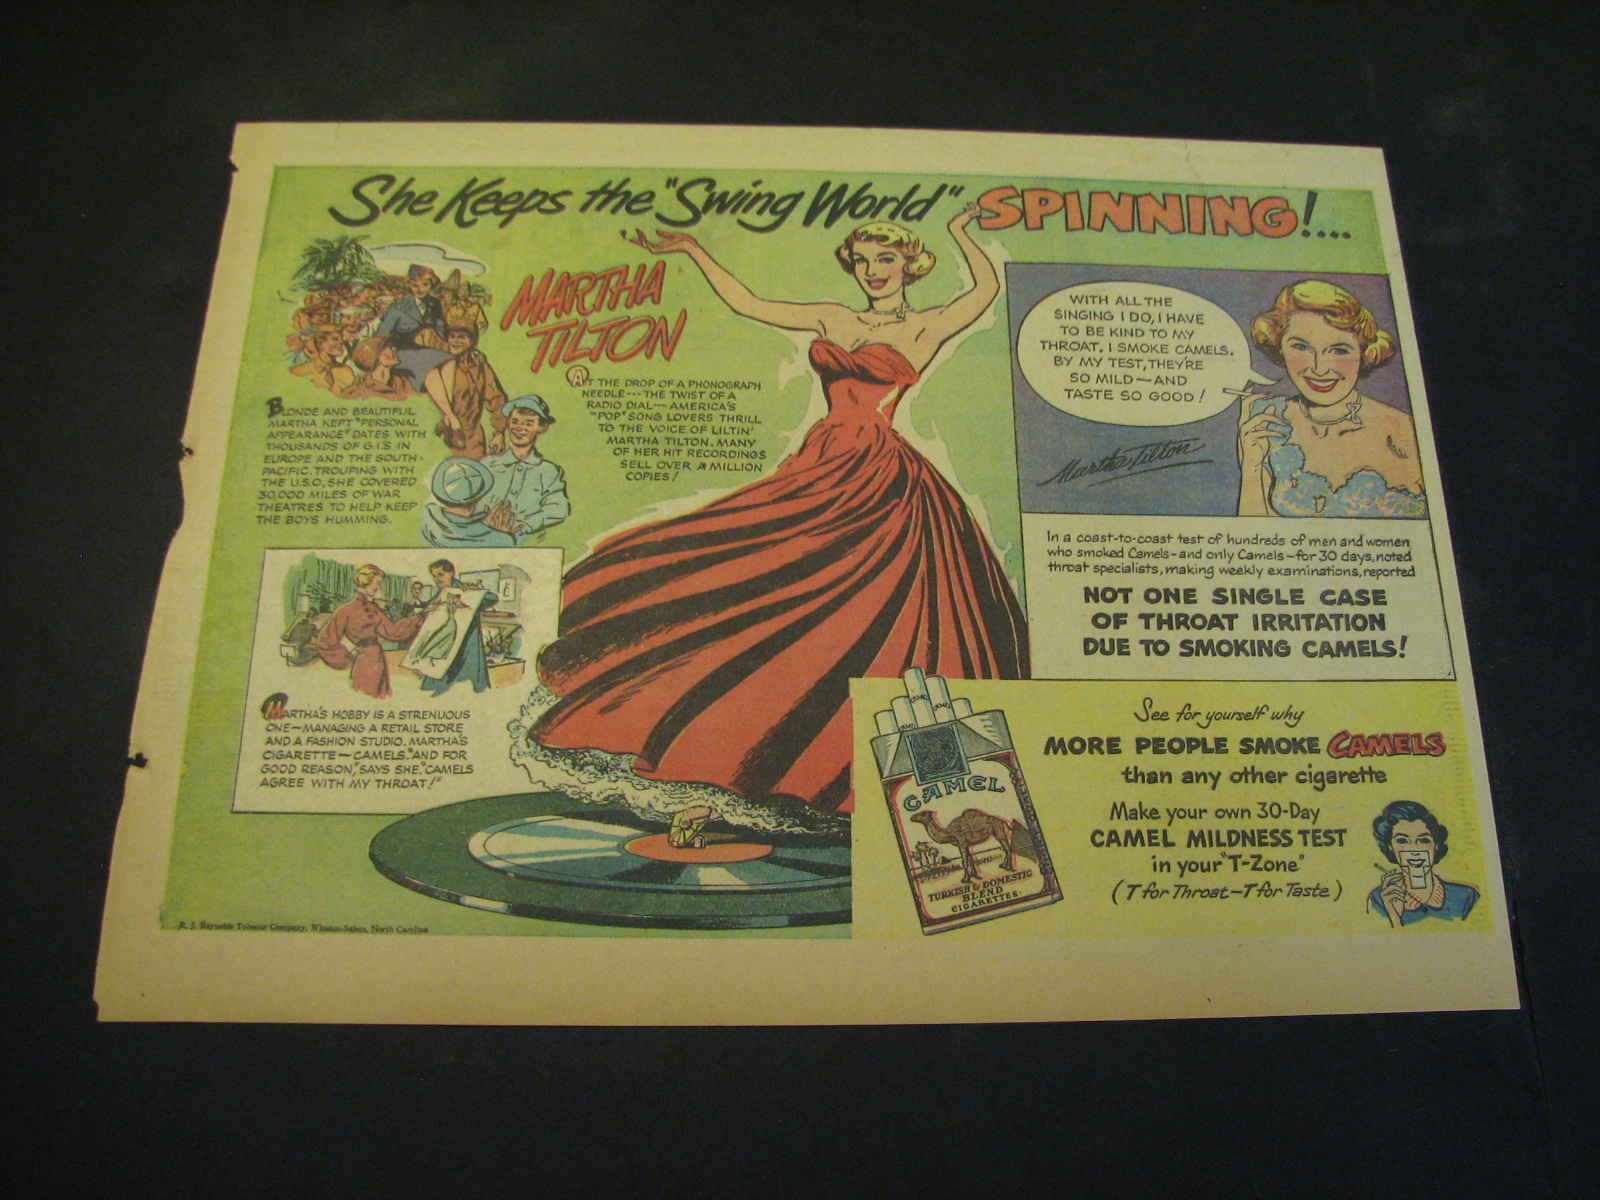 She Keeps the "Swing World" SPINNING!....
MARTHA
TILTON
AT THE DROP OF A PHONOGRAPH
NEEDLE---THE TWIST OF A
RADIO DIAL--AMERICA'S
"POP" SONG LOVERS THRILL
TO THE VOICE OF LILTIN'
MARTHA TILTON. MANY
OF HER HIT RECORDINGS
SELL OVER A MILLION
COPIES!
BLONDE AND BEAUTIFUL
MARTHA KEPT "PERSONAL
APPEARANCE" DATES WITH
THOUSANDS OF G.I.S IN
EUROPE AND THE SOUTH
PACIFIC. TROUPING WITH
THE U.S.O., SHE COVERED
30,000 MILES OF WAR
THEATRES TO HELP KEEP
THE BOYS HUMMING.
MARTHA'S HOBBY IS A STRENUOUS
ONE—MANAGING A RETAIL STORE
AND A FASHION STUDIO. MARTHA'S
CIGARETTE—CAMELS. "AND FOR
GOOD REASON," SAYS SHE. "CAMELS
AGREE WITH MY THROAT!"
WITH ALL THE
SINGING I DO, I HAVE
TO BE KIND TO MY
THROAT. I SMOKE CAMELS.
BY MY TEST, THEY'RE
SO MILD—AND
TASTE SO GOOD!
Martha Tilton
In a coast-to-coast test of hundreds of men and women
who smoked Camels-and only Camels-for 30 days, noted
throat specialists, making weekly examinations, reported
NOT ONE SINGLE CASE
OF THROAT IRRITATION
DUE TO SMOKING CAMELS!
See for yourself why
MORE PEOPLE SMOKE CAMELS
than any other cigarette
Make your own 30-Day
CAMEL MILDNESS TEST
in your "T-Zone"
(T for Throat—T for Taste)
CAMEL
TURKISH & DOMESTIC
BLEND
CIGARETTES
R. J. Reynolds Tobacco Company, Winston-Salem, North Carolina